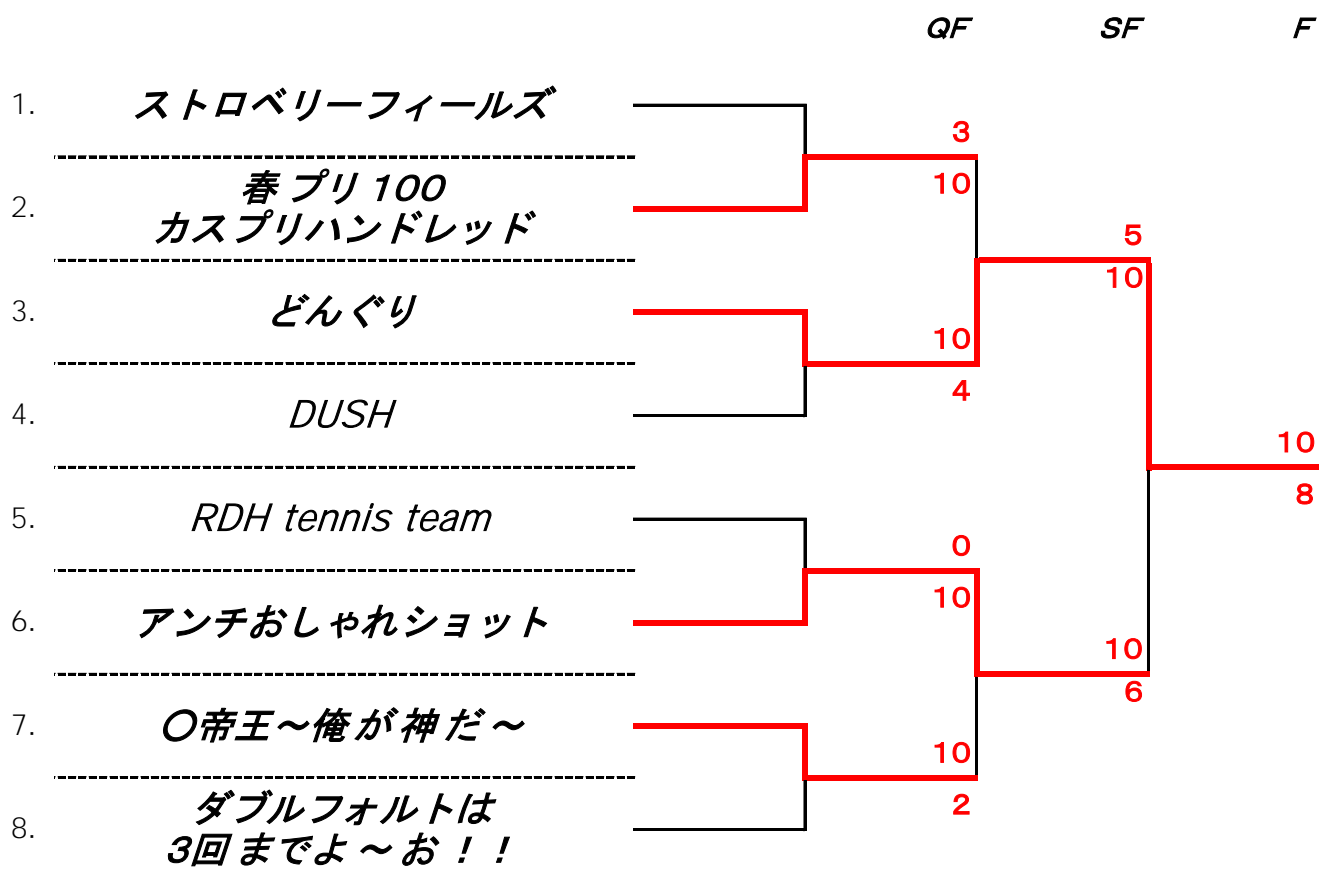 QF SF F
1. ストロベリーフィールズ
3
2. 春プリ100
カスプリハンドレッド
10
5
10
3. どんぐり
10
4. DUSH
4
10
8
5. RDH tennis team
0
10
6. アンチおしゃれショット
10
6
7. 〇帝王～俺が神だ～
10
2
8. ダブルフォルトは
3回までよ～お！！